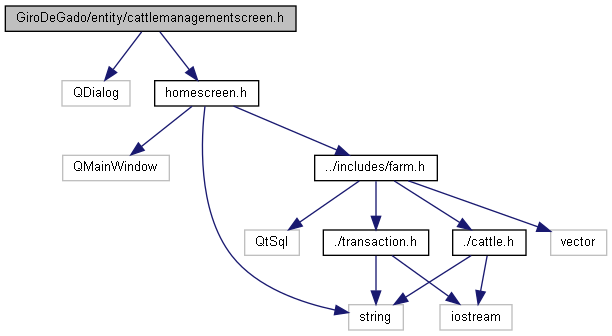 GiroDeGado/entity/cattlemanagementscreen.h
QDialog
homescreen.h
QMainWindow
../includes/farm.h
QtSql
./transaction.h
./cattle.h
vector
string
iostream